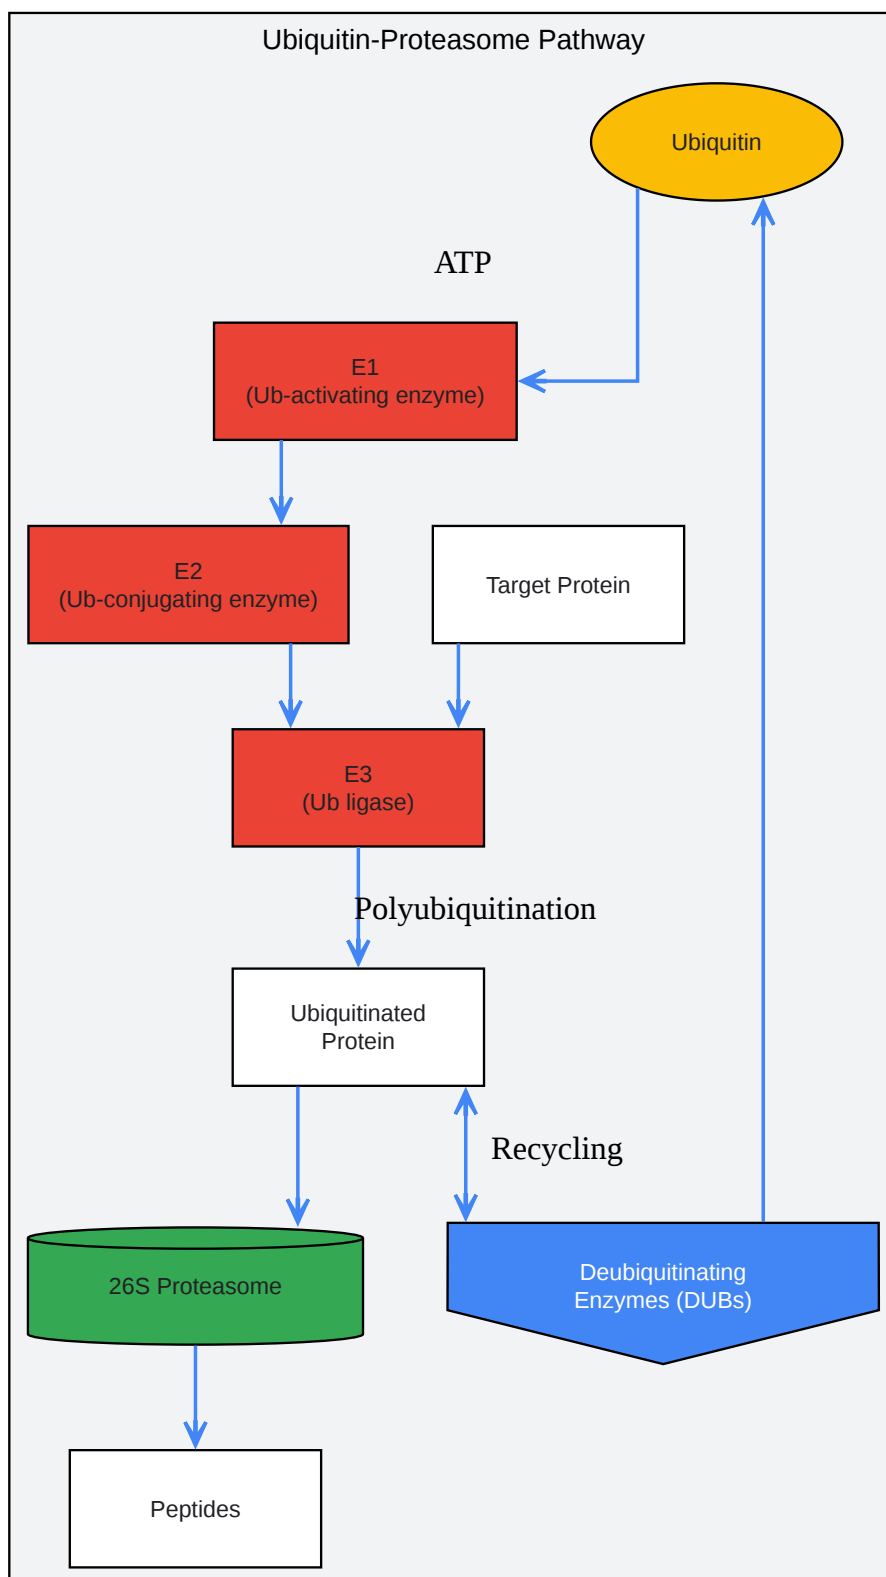 Ubiquitin-Proteasome Pathway
Ubiquitin
ATP
E1
(Ub-activating enzyme)
E2
(Ub-conjugating enzyme)
Target Protein
E3
(Ub ligase)
Polyubiquitination
Ubiquitinated
Protein
Recycling
26S Proteasome
Deubiquitinating
Enzymes (DUBs)
Peptides